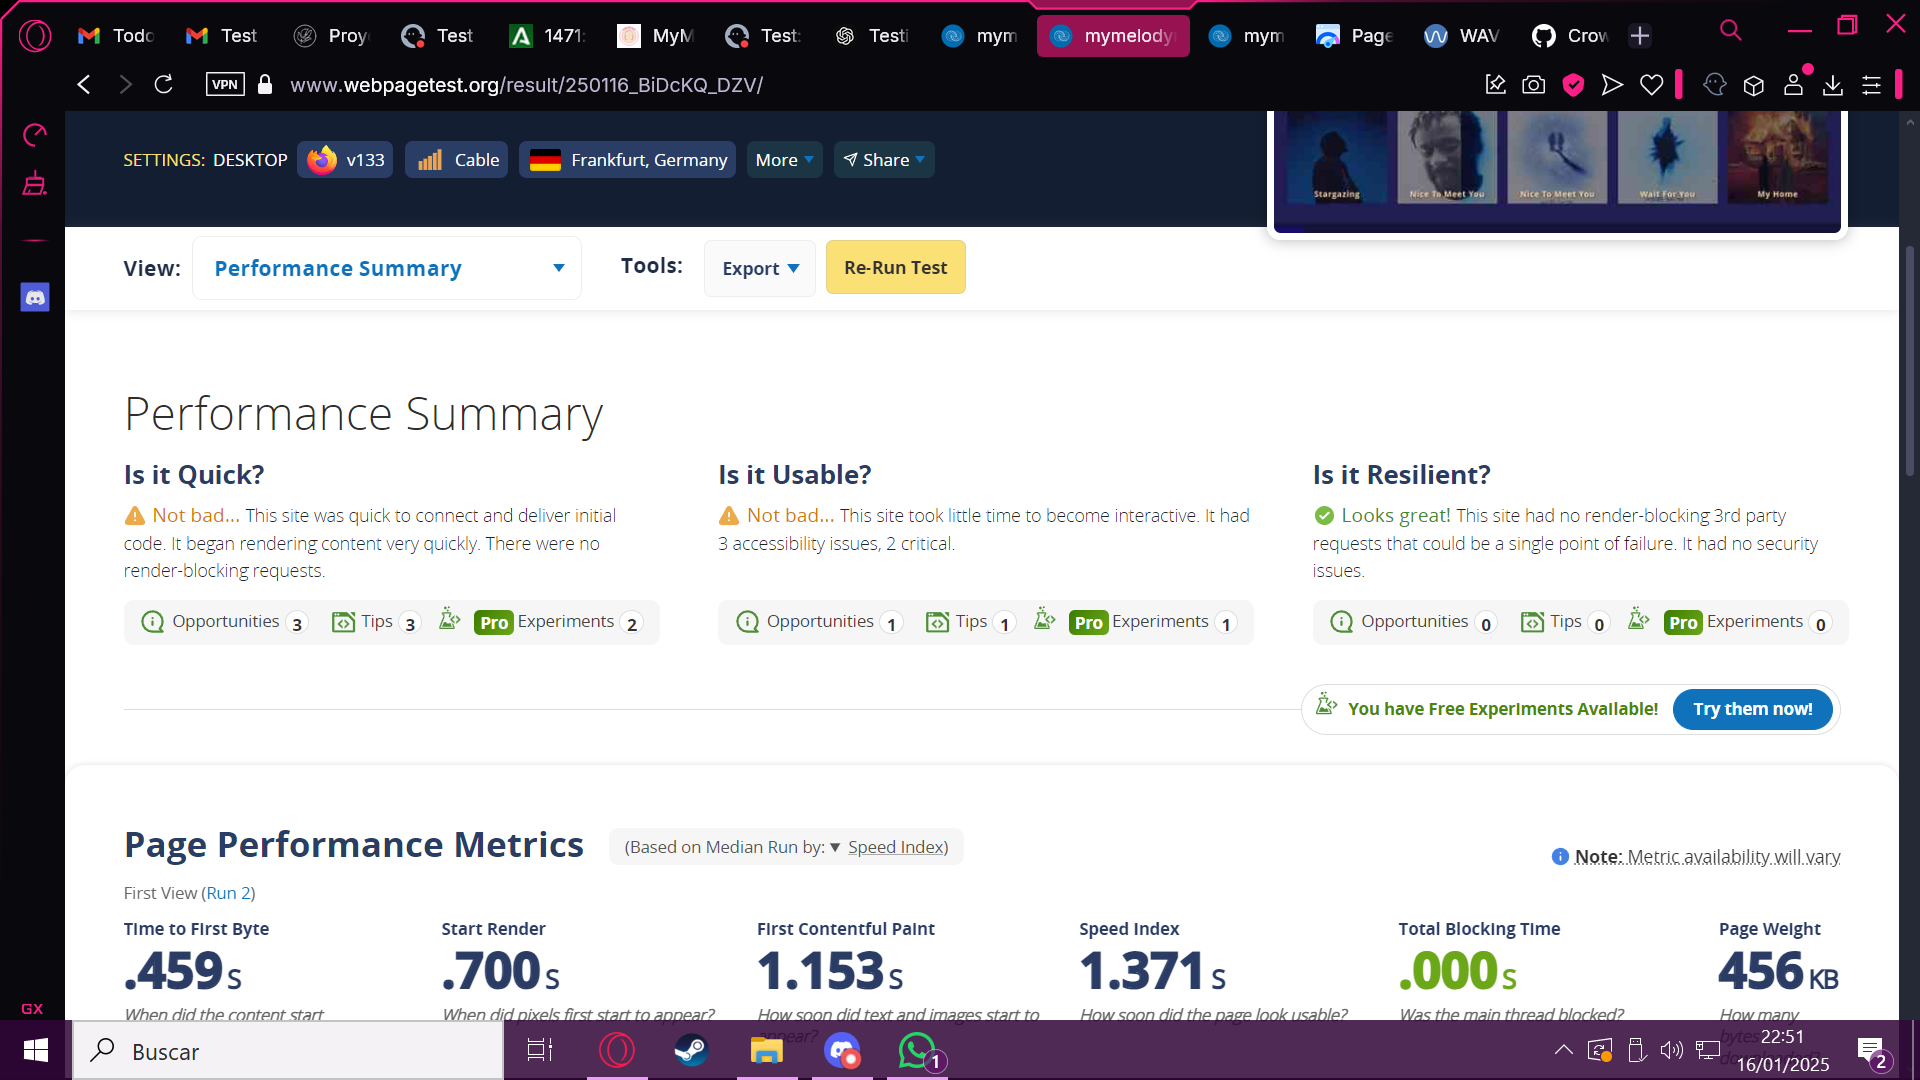 Todo
Test
Proy
Test
1471:
MyM
Test:
Testi
mym
mymelody
mym
Page
WAV
Crow
VPN
www.webpagetest.org/result/250116_BiDcKQ_DZV/
SETTINGS: DESKTOP
v133
Cable
Frankfurt, Germany
More
Share
Stargazing
Nice To Meet You
Nice To Meet You
Wait For You
My Home
View:
Performance Summary
Tools:
Export
Re-Run Test
Performance Summary
Is it Quick?
Not bad... This site was quick to connect and deliver initial
code. It began rendering content very quickly. There were no
render-blocking requests.
Opportunities 3
Tips 3
Pro Experiments 2
Is it Usable?
Not bad... This site took little time to become interactive. It had
3 accessibility issues, 2 critical.
Opportunities 1
Tips 1
Pro Experiments 1
Is it Resilient?
Looks great! This site had no render-blocking 3rd party
requests that could be a single point of failure. It had no security
issues.
Opportunities 0
Tips 0
Pro Experiments 0
You have Free Experiments Available!
Try them now!
Page Performance Metrics
(Based on Median Run by: ▼ Speed Index)
Note: Metric availability will vary
First View (Run 2)
Time to First Byte
.459 S
When did the content start
Start Render
.700 S
When did pixels first start to appear?
First Contentful Paint
1.153 S
How soon did text and images start to
appear?
Speed Index
1.371 S
How soon did the page look usable?
Total Blocking Time
.000 S
Was the main thread blocked?
Page Weight
456 KB
How many
bytes
GX
Buscar
1
22:51
16/01/2025
2